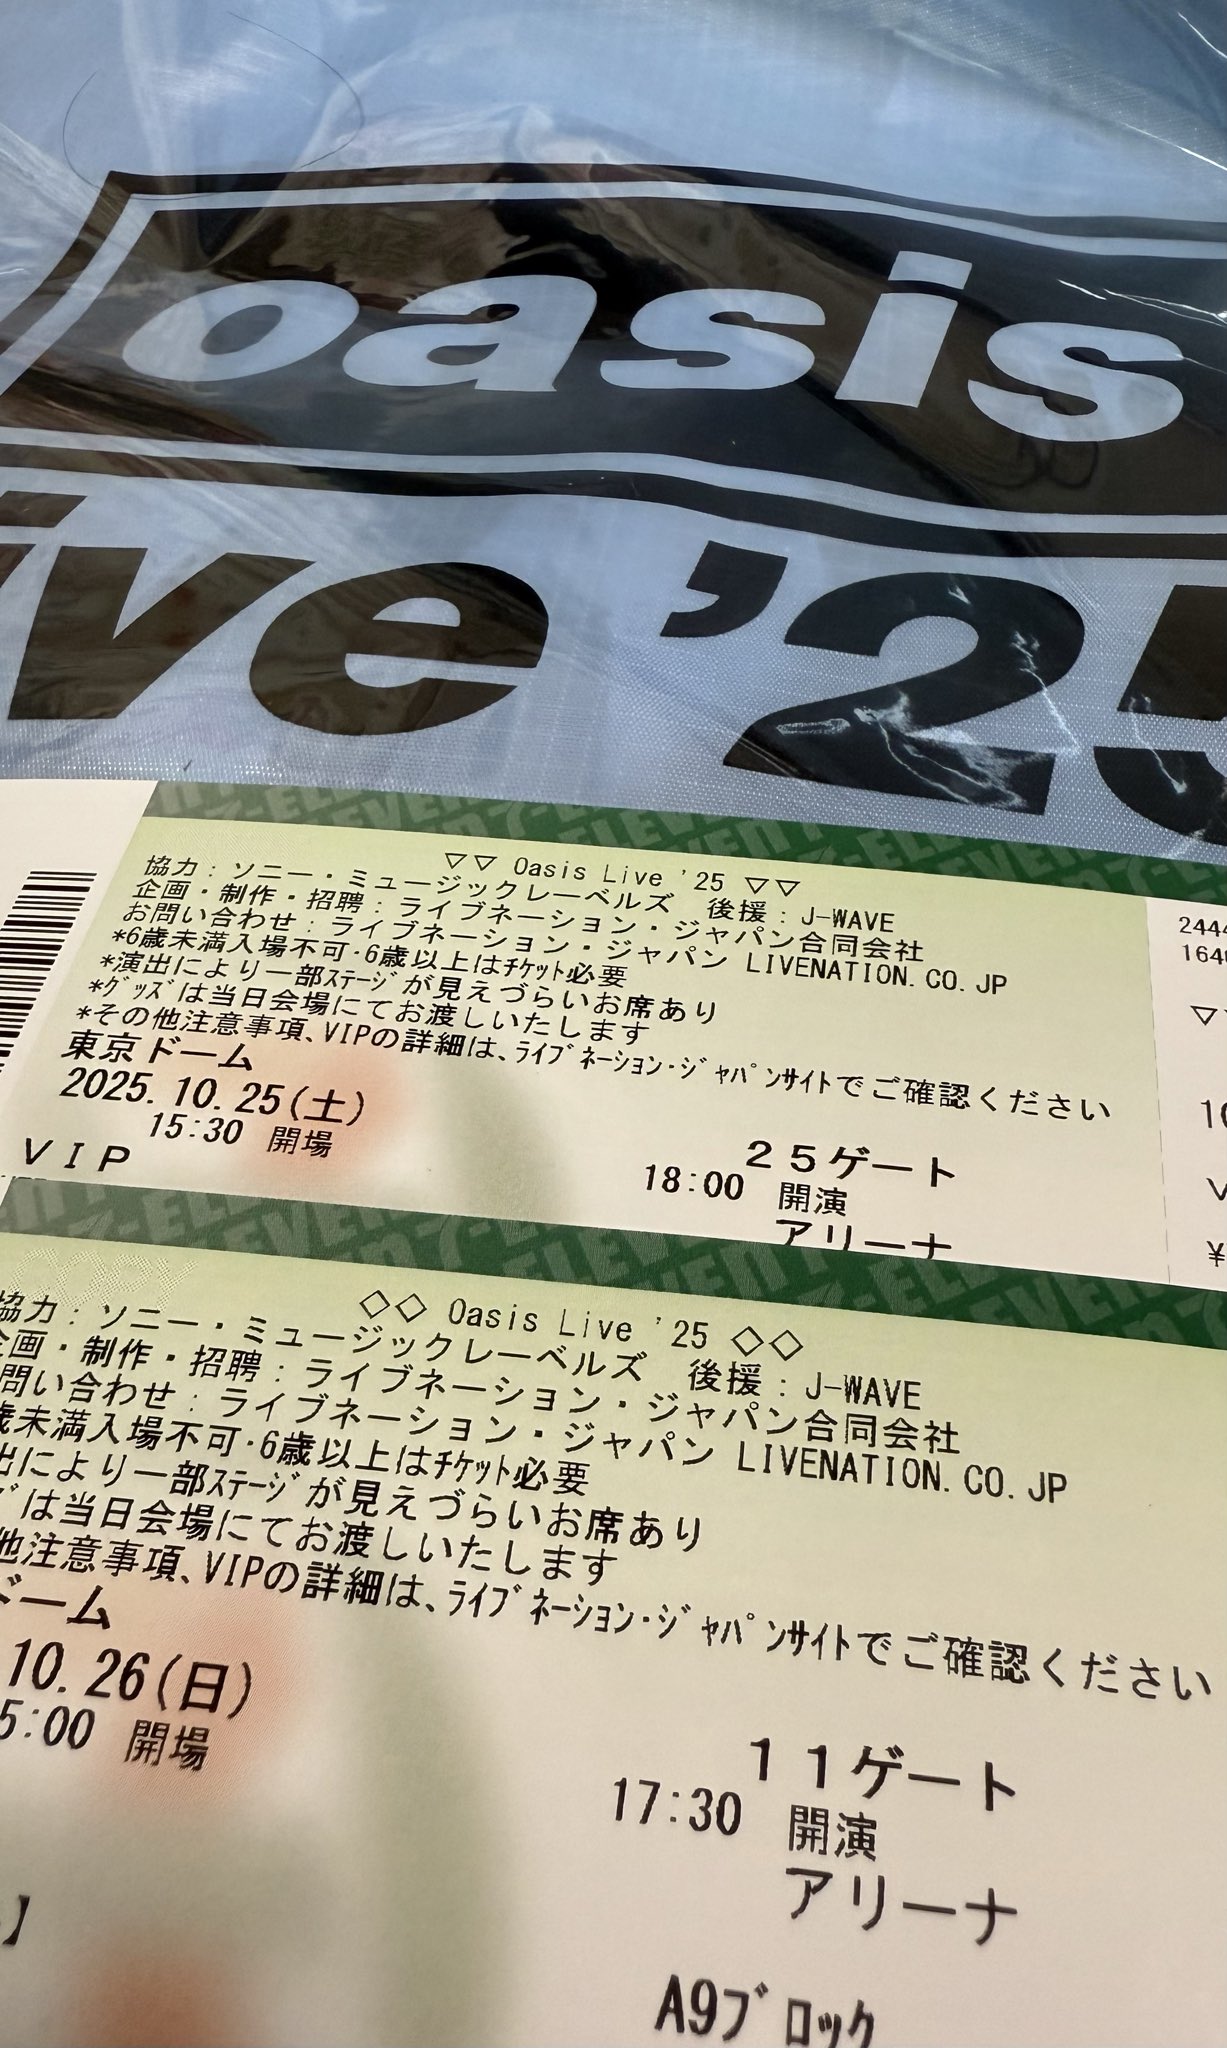 oasis
ive '25
▽▽ Oasis Live '25 ▽▽
協力：ソニー・ミュージックレーベルズ 後援：J-WAVE
企画・制作・招聘：ライブネーション・ジャパン合同会社
お問い合わせ：ライブネーション・ジャパン LIVENATION.CO.JP
*6歳未満入場不可・6歳以上はﾁｹｯﾄ必要
*演出により一部ｽﾃｰｼﾞが見えづらいお席あり
*ｸﾞｯｽﾞは当日会場にてお渡しいたします
*その他注意事項、VIPの詳細は、ﾗｲﾌﾞﾈｰｼｮﾝ･ｼﾞｬﾊﾟﾝｻｲﾄでご確認ください
東京ドーム
2025.10.25(土)
25ゲート
15:30 開場
18:00 開演
VIP
アリーナ
2444
1640
10
V
¥
◇◇ Oasis Live '25 ◇◇
協力：ソニー・ミュージックレーベルズ 後援：J-WAVE
企画・制作・招聘：ライブネーション・ジャパン合同会社
問い合わせ：ライブネーション・ジャパン LIVENATION.CO.JP
歳未満入場不可・6歳以上はﾁｹｯﾄ必要
出により一部ｽﾃｰｼﾞが見えづらいお席あり
ﾞは当日会場にてお渡しいたします
他注意事項、VIPの詳細は、ﾗｲﾌﾞﾈｰｼｮﾝ･ｼﾞｬﾊﾟﾝｻｲﾄでご確認ください
ドーム
10.26(日)
11ゲート
5:00 開場
17:30 開演
アリーナ
】
A9ﾌﾞﾛｯｸ